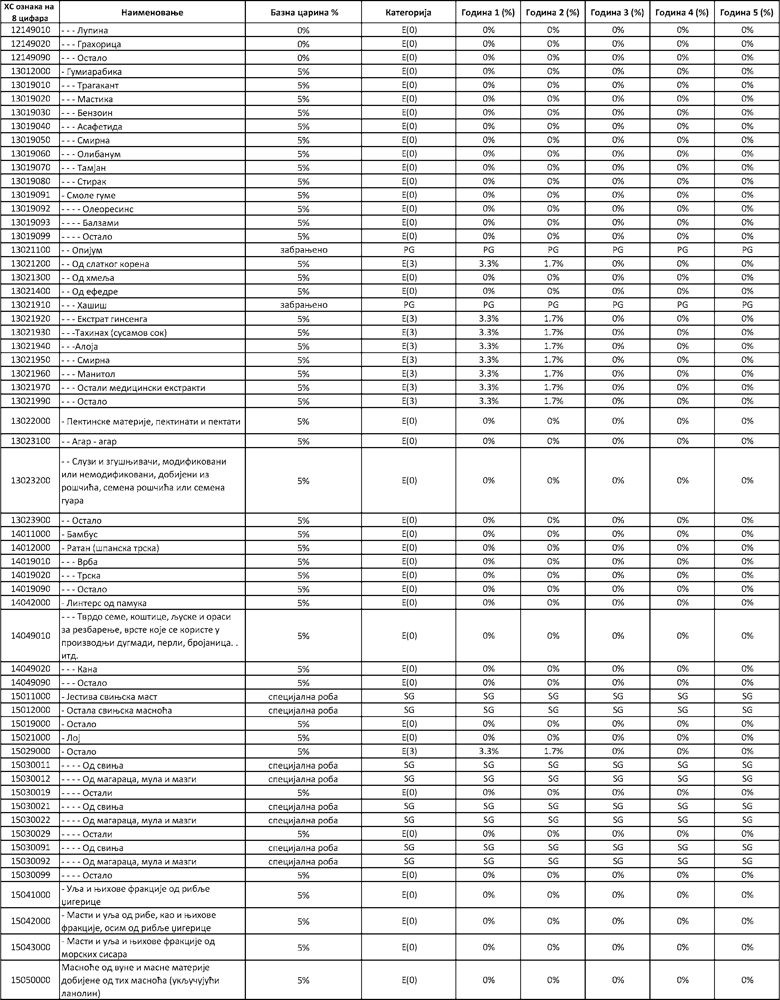 ХС ознака на 8 цифара | Наименовање | Базна царина % | Категорија | Година 1 (%) | Година 2 (%) | Година 3 (%) | Година 4 (%) | Година 5 (%)
12149010 | - - - Лупина | 0% | E(0) | 0% | 0% | 0% | 0% | 0%
12149020 | - - - Грахорица | 0% | E(0) | 0% | 0% | 0% | 0% | 0%
12149090 | - - - Остало | 0% | E(0) | 0% | 0% | 0% | 0% | 0%
13012000 | - Гумиарабика | 5% | E(0) | 0% | 0% | 0% | 0% | 0%
13019010 | - - - Трагакант | 5% | E(0) | 0% | 0% | 0% | 0% | 0%
13019020 | - - - Мастика | 5% | E(0) | 0% | 0% | 0% | 0% | 0%
13019030 | - - - Бензоин | 5% | E(0) | 0% | 0% | 0% | 0% | 0%
13019040 | - - - Асафетида | 5% | E(0) | 0% | 0% | 0% | 0% | 0%
13019050 | - - - Смирна | 5% | E(0) | 0% | 0% | 0% | 0% | 0%
13019060 | - - - Олибанум | 5% | E(0) | 0% | 0% | 0% | 0% | 0%
13019070 | - - - Тамјан | 5% | E(0) | 0% | 0% | 0% | 0% | 0%
13019080 | - - - Стирак | 5% | E(0) | 0% | 0% | 0% | 0% | 0%
13019091 | - Смоле гуме | 5% | E(0) | 0% | 0% | 0% | 0% | 0%
13019092 | - - - - Олеоресинс | 5% | E(0) | 0% | 0% | 0% | 0% | 0%
13019093 | - - - - Балзами | 5% | E(0) | 0% | 0% | 0% | 0% | 0%
13019099 | - - - - Остало | 5% | E(0) | 0% | 0% | 0% | 0% | 0%
13021100 | - - Опијум | забрањено | PG | PG | PG | PG | PG | PG
13021200 | - - Од слатког корена | 5% | E(3) | 3.3% | 1.7% | 0% | 0% | 0%
13021300 | - - Од хмеља | 5% | E(0) | 0% | 0% | 0% | 0% | 0%
13021400 | - - Од ефедре | 5% | E(0) | 0% | 0% | 0% | 0% | 0%
13021910 | - - - Хашиш | забрањено | PG | PG | PG | PG | PG | PG
13021920 | - - - Екстрат гинсенга | 5% | E(3) | 3.3% | 1.7% | 0% | 0% | 0%
13021930 | - - -Тахинах (сусамов сок) | 5% | E(3) | 3.3% | 1.7% | 0% | 0% | 0%
13021940 | - - -Алоја | 5% | E(3) | 3.3% | 1.7% | 0% | 0% | 0%
13021950 | - - - Смирна | 5% | E(3) | 3.3% | 1.7% | 0% | 0% | 0%
13021960 | - - - Манитол | 5% | E(3) | 3.3% | 1.7% | 0% | 0% | 0%
13021970 | - - - Остали медицински екстракти | 5% | E(3) | 3.3% | 1.7% | 0% | 0% | 0%
13021990 | - - - Остало | 5% | E(3) | 3.3% | 1.7% | 0% | 0% | 0%
13022000 | - Пектинске материје, пектинати и пектати | 5% | E(0) | 0% | 0% | 0% | 0% | 0%
13023100 | - - Агар - агар | 5% | E(0) | 0% | 0% | 0% | 0% | 0%
13023200 | - - Слузи и згушњивачи, модификовани
или немодификовани, добијени из
рошчића, семена рошчића или семена
гуара | 5% | E(0) | 0% | 0% | 0% | 0% | 0%
13023900 | - - Остало | 5% | E(0) | 0% | 0% | 0% | 0% | 0%
14011000 | - Бамбус | 5% | E(0) | 0% | 0% | 0% | 0% | 0%
14012000 | - Ратан (шпанска трска) | 5% | E(0) | 0% | 0% | 0% | 0% | 0%
14019010 | - - - Врба | 5% | E(0) | 0% | 0% | 0% | 0% | 0%
14019020 | - - - Трска | 5% | E(0) | 0% | 0% | 0% | 0% | 0%
14019090 | - - - Остало | 5% | E(0) | 0% | 0% | 0% | 0% | 0%
14042000 | - Линтерс од памука | 5% | E(0) | 0% | 0% | 0% | 0% | 0%
14049010 | - - - Тврдо семе, коштице, љуске и ораси
за резбарење, врсте које се користе у
производњи дугмади, перли, бројаница. .
итд. | 5% | E(0) | 0% | 0% | 0% | 0% | 0%
14049020 | - - - Кана | 5% | E(0) | 0% | 0% | 0% | 0% | 0%
14049090 | - - - Остало | 5% | E(0) | 0% | 0% | 0% | 0% | 0%
15011000 | - Јестива свињска маст | специјална роба | SG | SG | SG | SG | SG | SG
15012000 | - Остала свињска масноћа | специјална роба | SG | SG | SG | SG | SG | SG
15019000 | - Остало | 5% | E(0) | 0% | 0% | 0% | 0% | 0%
15021000 | - Лој | 5% | E(0) | 0% | 0% | 0% | 0% | 0%
15029000 | - Остало | 5% | E(3) | 3.3% | 1.7% | 0% | 0% | 0%
15030011 | - - - - Од свиња | специјална роба | SG | SG | SG | SG | SG | SG
15030012 | - - - - Од магараца, мула и мазги | специјална роба | SG | SG | SG | SG | SG | SG
15030019 | - - - - Остали | 5% | E(0) | 0% | 0% | 0% | 0% | 0%
15030021 | - - - - Од свиња | специјална роба | SG | SG | SG | SG | SG | SG
15030022 | - - - - Од магараца, мула и мазги | специјална роба | SG | SG | SG | SG | SG | SG
15030029 | - - - - Остали | 5% | E(0) | 0% | 0% | 0% | 0% | 0%
15030091 | - - - - Од свиња | специјална роба | SG | SG | SG | SG | SG | SG
15030092 | - - - - Од магараца, мула и мазги | специјална роба | SG | SG | SG | SG | SG | SG
15030099 | - - - - Остало | 5% | E(0) | 0% | 0% | 0% | 0% | 0%
15041000 | - Уља и њихове фракције од рибље
џигерице | 5% | E(0) | 0% | 0% | 0% | 0% | 0%
15042000 | - Масти и уља од рибе, као и њихове
фракције, осим од рибље џигерице | 5% | E(0) | 0% | 0% | 0% | 0% | 0%
15043000 | - Масти и уља и њихове фракције од
морских сисара | 5% | E(0) | 0% | 0% | 0% | 0% | 0%
15050000 | Масноће од вуне и масне материје
добијене од тих масноћа (укључујући
ланолин) | 5% | E(0) | 0% | 0% | 0% | 0% | 0%